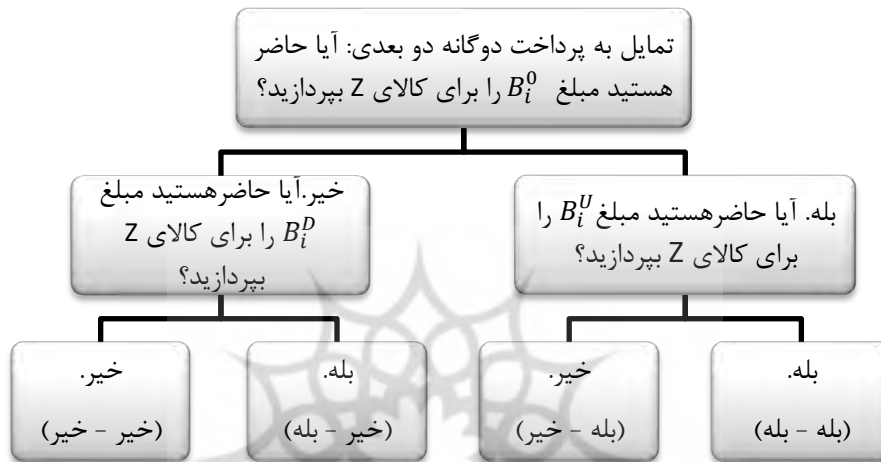 تمایل به پرداخت دوگانه دو بعدی: آیا حاضر
هستید مبلغ $B_i^0$ را برای کالای Z بپردازید؟
بله. آیا حاضرهستید مبلغ $B_i^U$ را
برای کالای Z بپردازید؟
خیر.آیا حاضرهستید مبلغ
$B_i^D$ را برای کالای Z
بپردازید؟
بله.
(بله - بله)
خیر.
(بله - خیر)
بله.
(خیر - بله)
خیر.
(خیر - خیر)